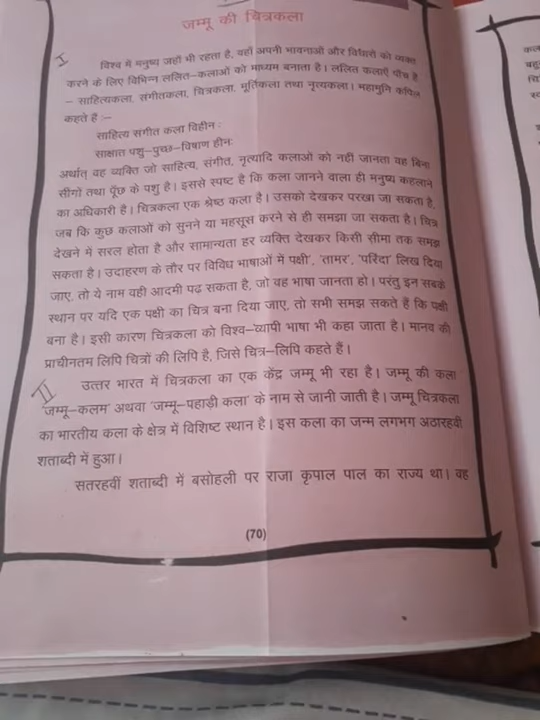 जम्मू की चित्रकला
I
विश्व में मनुष्य जहाँ भी रहता है, वहाँ अपनी भावनाओं और विचारों को व्यक्त
करने के लिए विभिन्न ललित–कलाओं को माध्यम बनाता है। ललित कलाएँ पाँच है
– साहित्यकला, संगीतकला, चित्रकला, मूर्तिकला तथा नृत्यकला। महामुनि कपिल
कहते हैं :–
साहित्य संगीत कला विहीन :
साक्षात पशु–पुच्छ–विषाण हीनः
अर्थात् वह व्यक्ति जो साहित्य, संगीत, नृत्यादि कलाओं को नहीं जानता वह बिना
सीगों तथा पूँछ के पशु है। इससे स्पष्ट है कि कला जानने वाला ही मनुष्य कहलाने
का अधिकारी है। चित्रकला एक श्रेष्ठ कला है। उसको देखकर परखा जा सकता है,
जब कि कुछ कलाओं को सुनने या महसूस करने से ही समझा जा सकता है। चित्र
देखने में सरल होता है और सामान्यता हर व्यक्ति देखकर किसी सीमा तक समझ
सकता है। उदाहरण के तौर पर विविध भाषाओं में पक्षी', 'तामर', 'परिंदा' लिख दिया
जाए, तो ये नाम वही आदमी पढ़ सकता है, जो वह भाषा जानता हो। परंतु इन सबके
स्थान पर यदि एक पक्षी का चित्र बना दिया जाए, तो सभी समझ सकते हैं कि पक्षी
बना है। इसी कारण चित्रकला को विश्व–व्यापी भाषा भी कहा जाता है। मानव की
प्राचीनतम लिपि चित्रों की लिपि है, जिसे चित्र–लिपि कहते हैं।
II
उत्तर भारत में चित्रकला का एक केंद्र जम्मू भी रहा है। जम्मू की कला
'जम्मू–कलम' अथवा 'जम्मू–पहाड़ी कला' के नाम से जानी जाती है। जम्मू चित्रकला
का भारतीय कला के क्षेत्र में विशिष्ट स्थान है। इस कला का जन्म लगभग अठारहवीं
शताब्दी में हुआ।
सतरहवीं शताब्दी में बसोहली पर राजा कृपाल पाल का राज्य था। वह
(70)